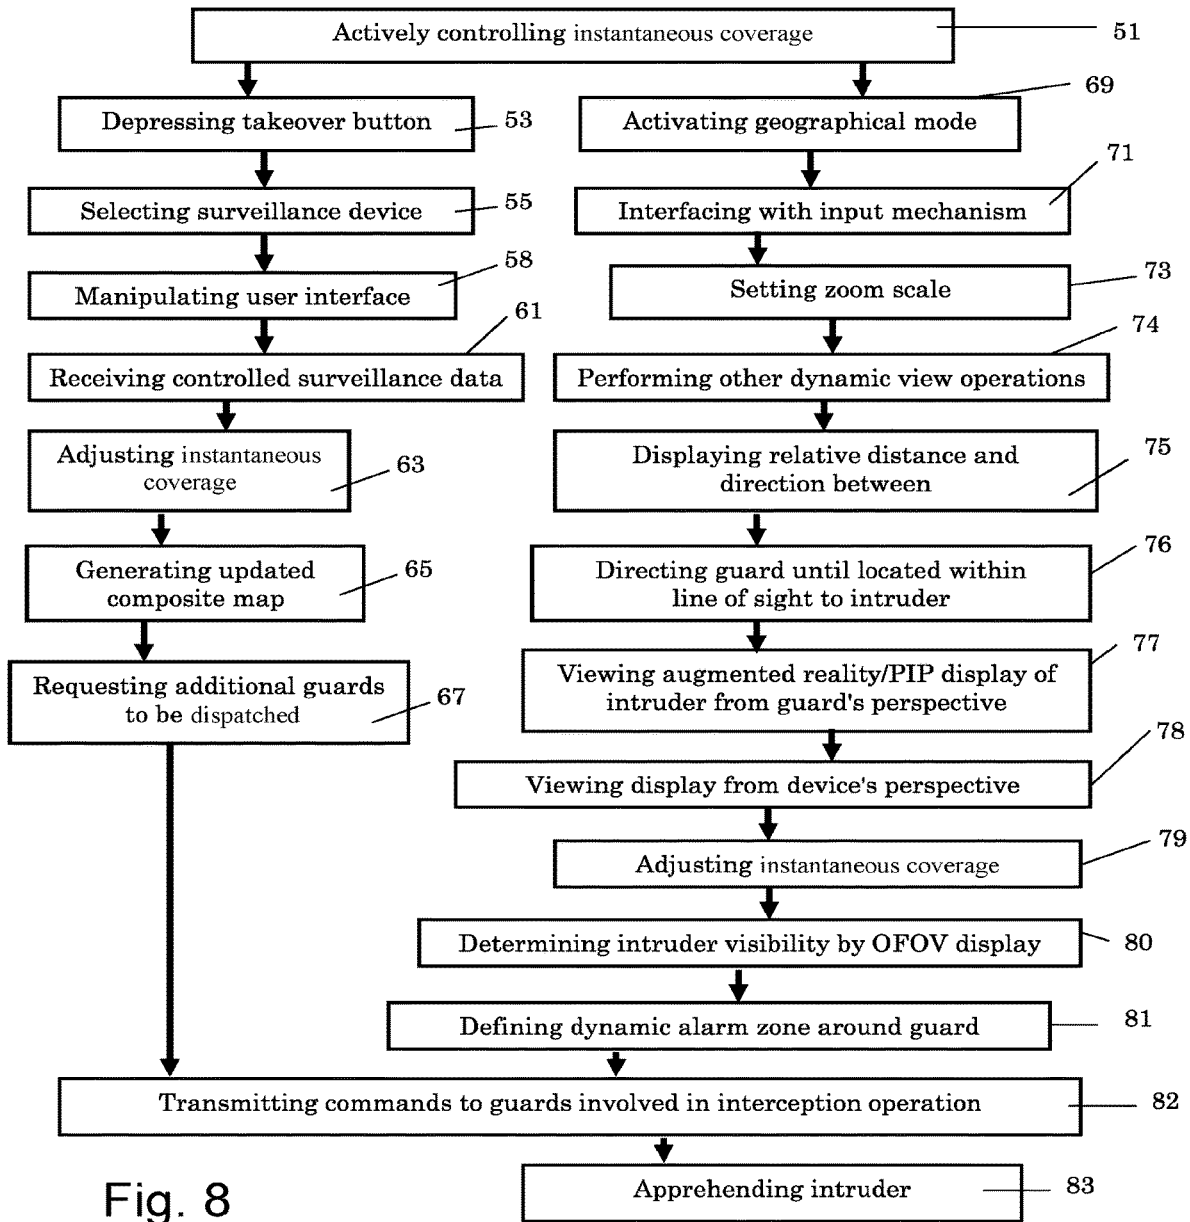 Actively controlling instantaneous coverage
51
Depressing takeover button
53
Selecting surveillance device
55
Manipulating user interface
58
Receiving controlled surveillance data
61
Adjusting instantaneous
coverage
63
Generating updated
composite map
65
Requesting additional guards
to be dispatched
67
69
Activating geographical mode
71
Interfacing with input mechanism
Setting zoom scale
73
74
Performing other dynamic view operations
Displaying relative distance and
direction between
75
Directing guard until located within
line of sight to intruder
76
Viewing augmented reality/PIP display of
intruder from guard's perspective
77
78
Viewing display from device's perspective
Adjusting instantaneous coverage
79
Determining intruder visibility by OFOV display
80
Defining dynamic alarm zone around guard
81
Transmitting commands to guards involved in interception operation
82
Apprehending intruder
83
Fig. 8